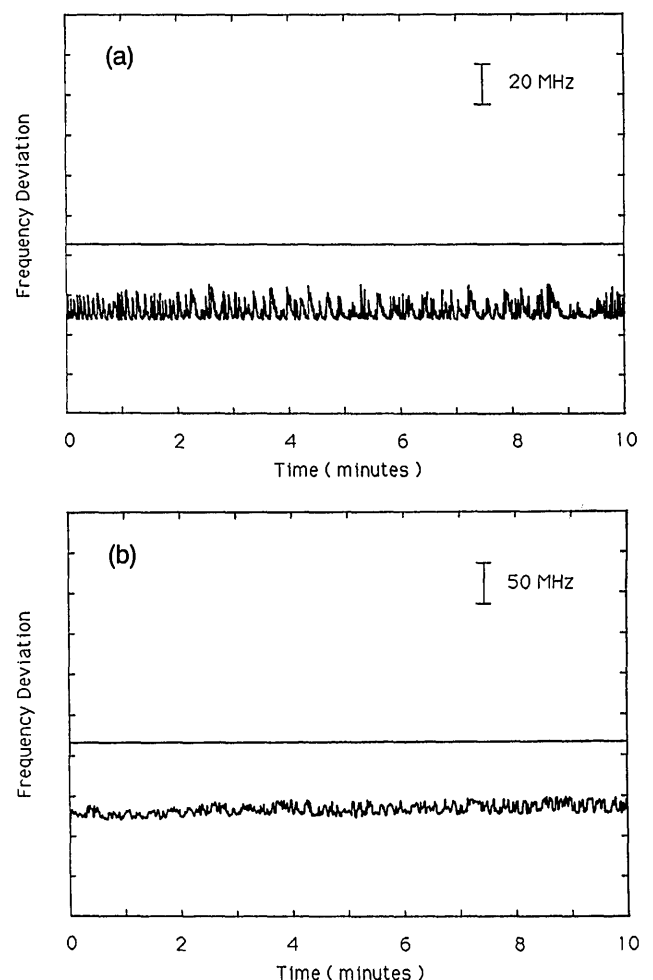 (a)
20 MHz
Frequency Deviation
0 2 4 6 8 10
Time ( minutes )
(b)
50 MHz
Frequency Deviation
0 2 4 6 8 10
Time ( minutes )